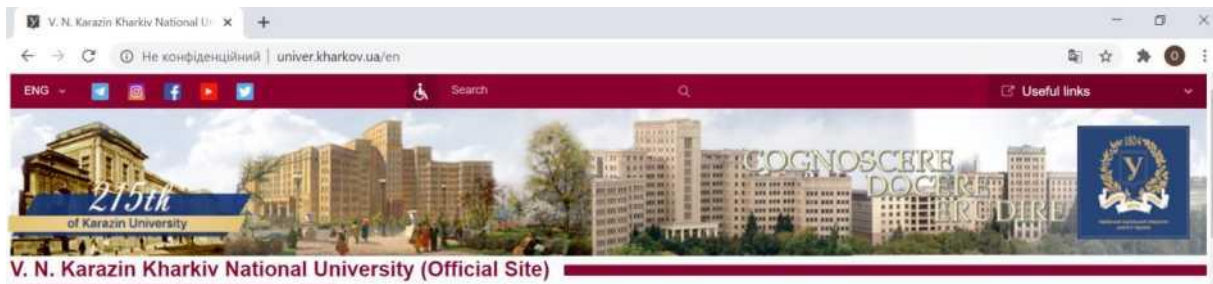 V. N. Karazin Kharkiv National Un
Не конфіденційний | univer.kharkov.ua/en
O
ENG
Search
Useful links
215th
of Karazin University
COGNOSCERE
DOCERE
ERUDIRE
1804
У
V. N. Karazin Kharkiv National University (Official Site)